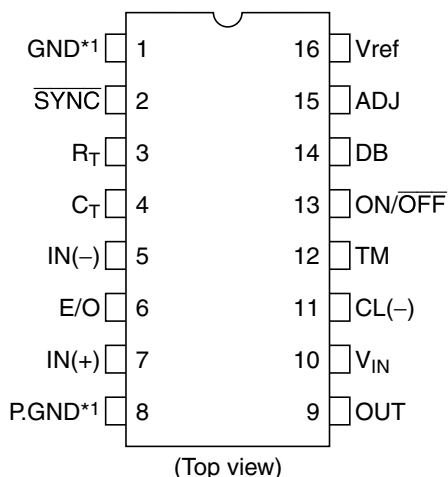 GND*1 1 16 Vref
SYNC 2 15 ADJ
RT 3 14 DB
CT 4 13 ON/OFF
IN(−) 5 12 TM
E/O 6 11 CL(−)
IN(+) 7 10 VIN
P.GND*1 8 9 OUT
(Top view)